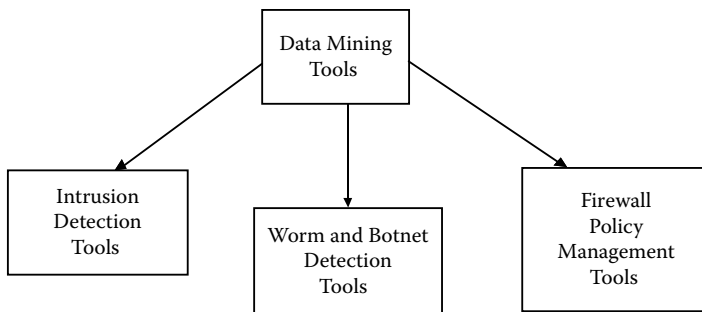 Data Mining
Tools
Intrusion
Detection
Tools
Worm and Botnet
Detection
Tools
Firewall
Policy
Management
Tools